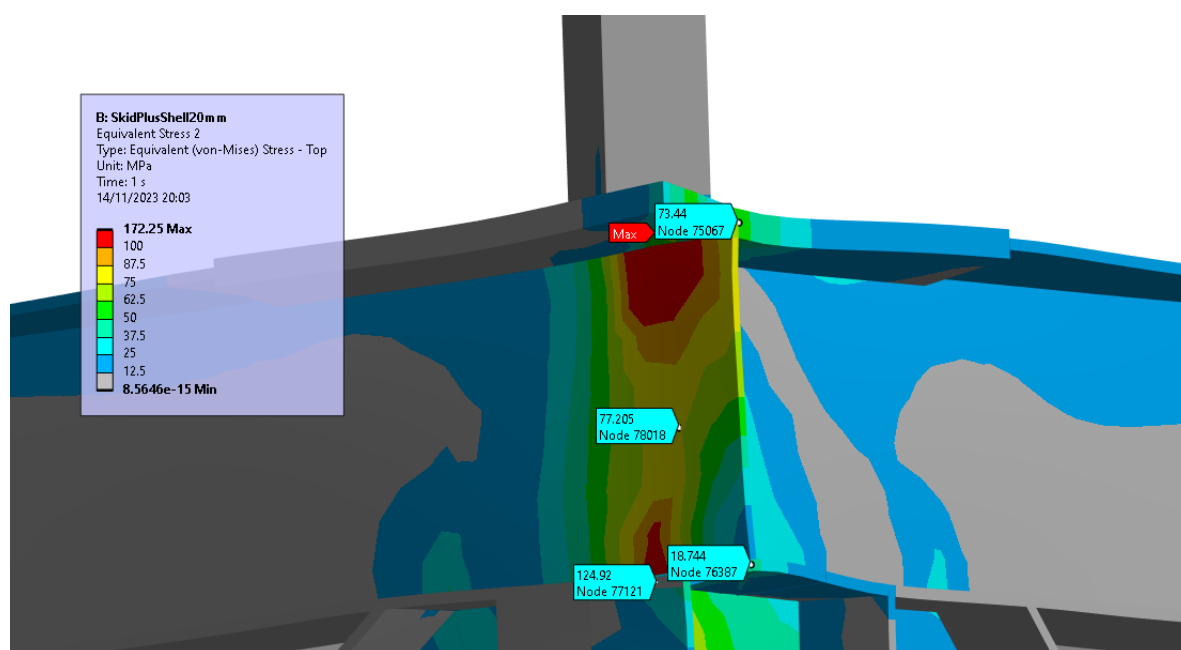 B: SkidPlusShell20mm
Equivalent Stress 2
Type: Equivalent (von-Mises) Stress - Top
Unit: MPa
Time: 1 s
14/11/2023 20:03
172.25 Max
100
87.5
75
62.5
50
37.5
25
12.5
8.5646e-15 Min
Max
73.44
Node 75067
77.205
Node 78018
18.744
Node 76387
124.92
Node 77121